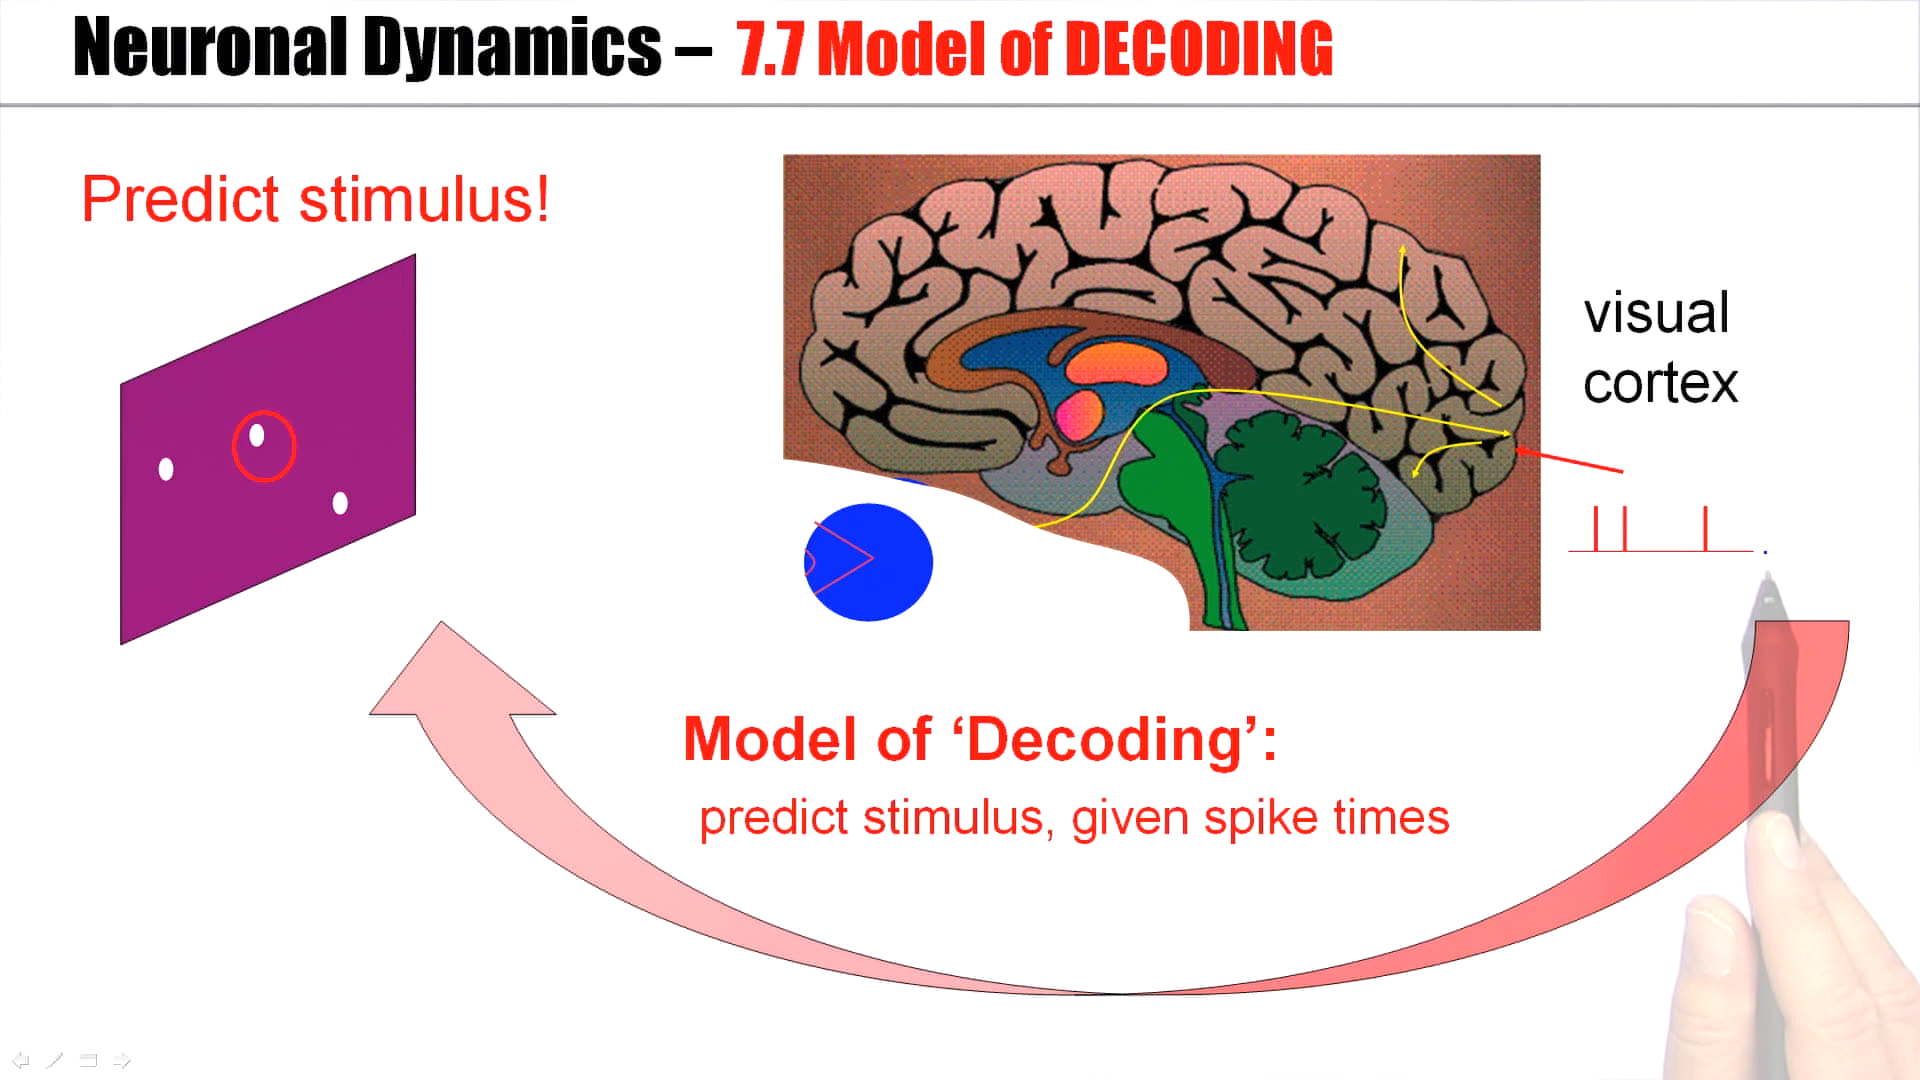 Neuronal Dynamics – 7.7 Model of DECODING
Predict stimulus!
visual
cortex
Model of ‘Decoding’:
predict stimulus, given spike times